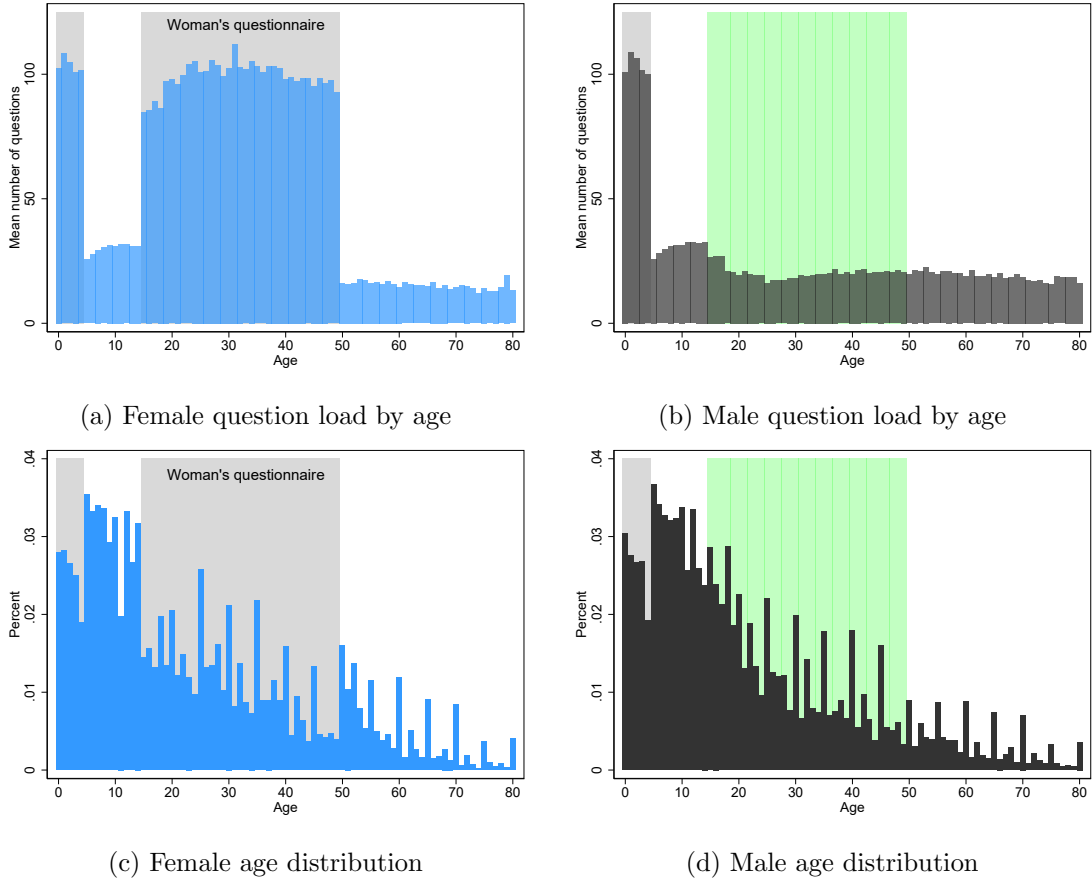 Woman's questionnaire
Mean number of questions
0 50 100
0 10 20 30 40 50 60 70 80
Age
(a) Female question load by age
Mean number of questions
0 50 100
0 10 20 30 40 50 60 70 80
Age
(b) Male question load by age
Woman's questionnaire
Percent
0 .01 .02 .03 .04
0 10 20 30 40 50 60 70 80
Age
(c) Female age distribution
Percent
0 .01 .02 .03 .04
0 10 20 30 40 50 60 70 80
Age
(d) Male age distribution